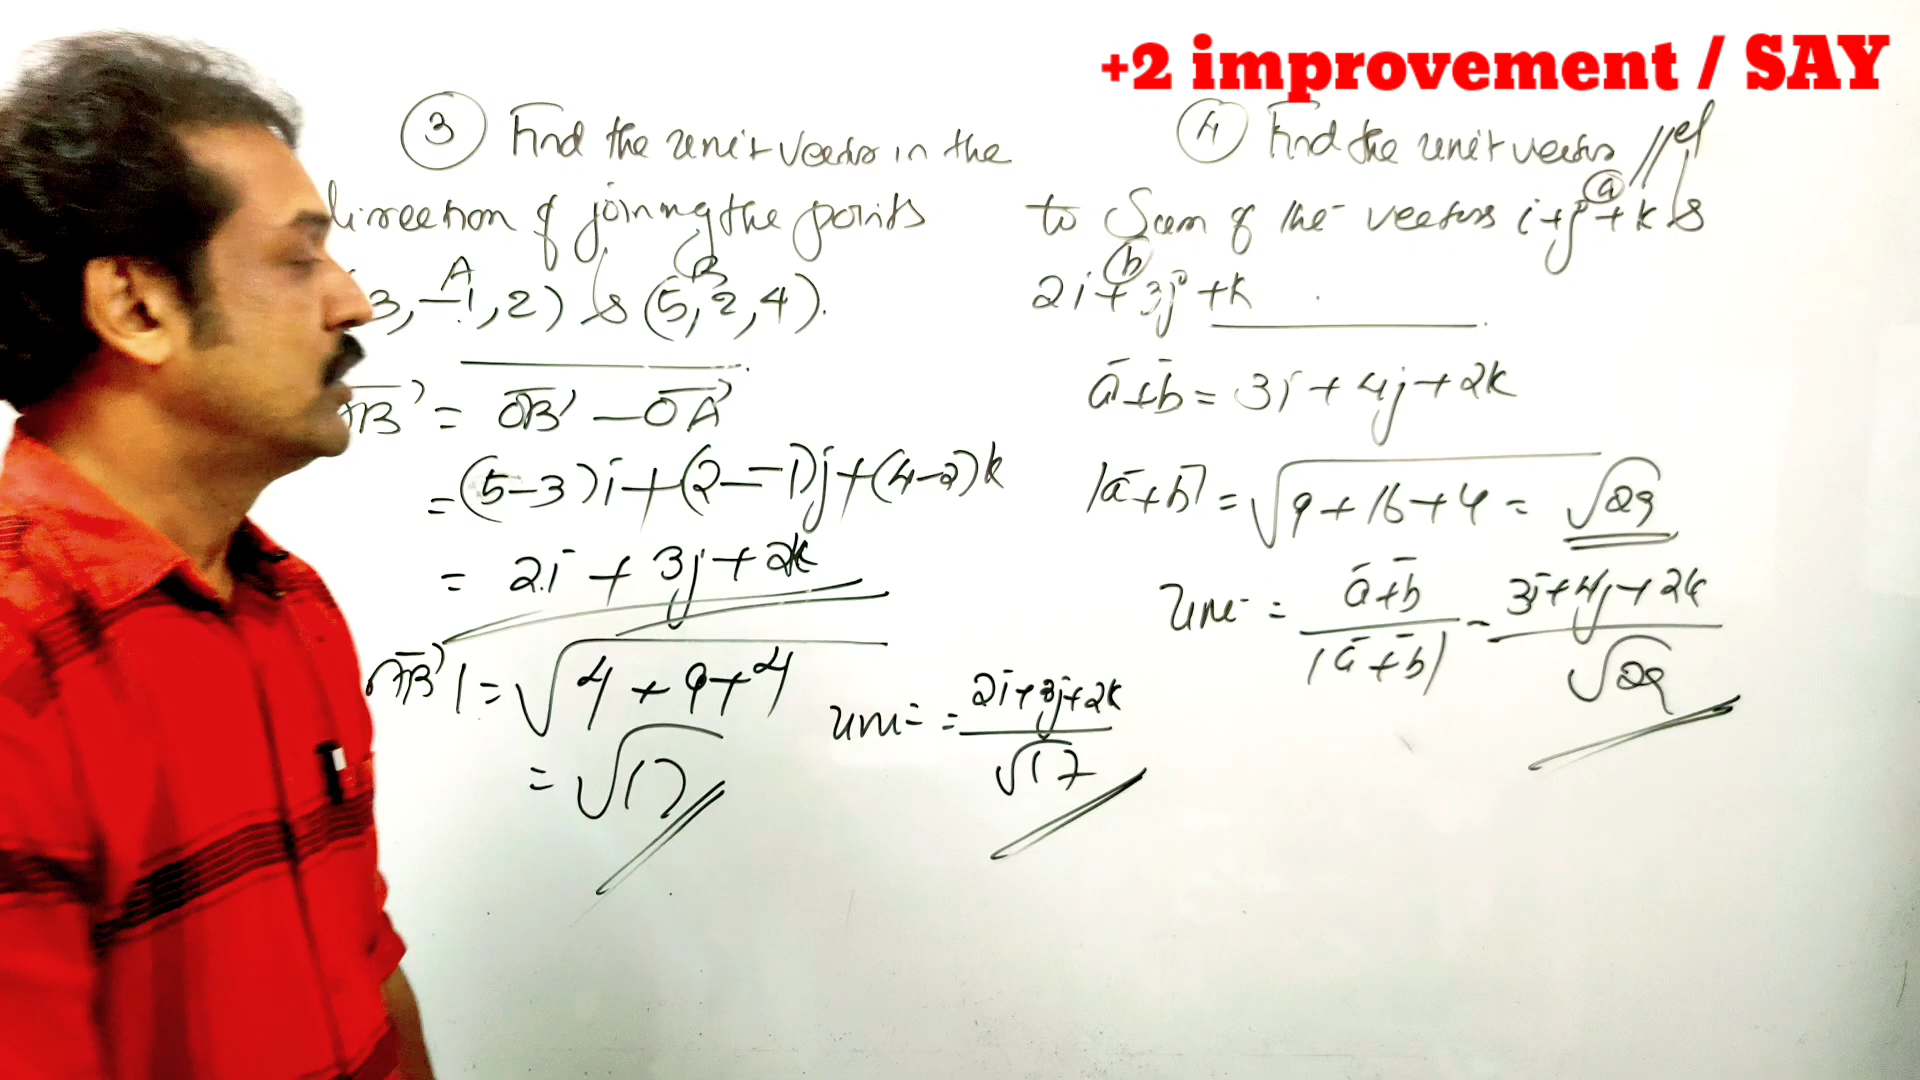 +2 improvement / SAY
3 Find the unit vector in the
direction of joining the points
A B
3, -1, 2) & (5, 2, 4).
AB = OB - OA
= (5-3)i + (2--1)j + (4-2)k
= 2i + 3j + 2k
AB| = √4+9+4
= √17
unit = 2i+3j+2k
√17
4 Find the unit vector //el
to Sum of the vectors i+j+k &
a
b
2i+3j+k
a+b = 3i+4j+2k
|a+b| = √9+16+4 = √29
unit = a+b = 3i+4j+2k
|a+b| √29